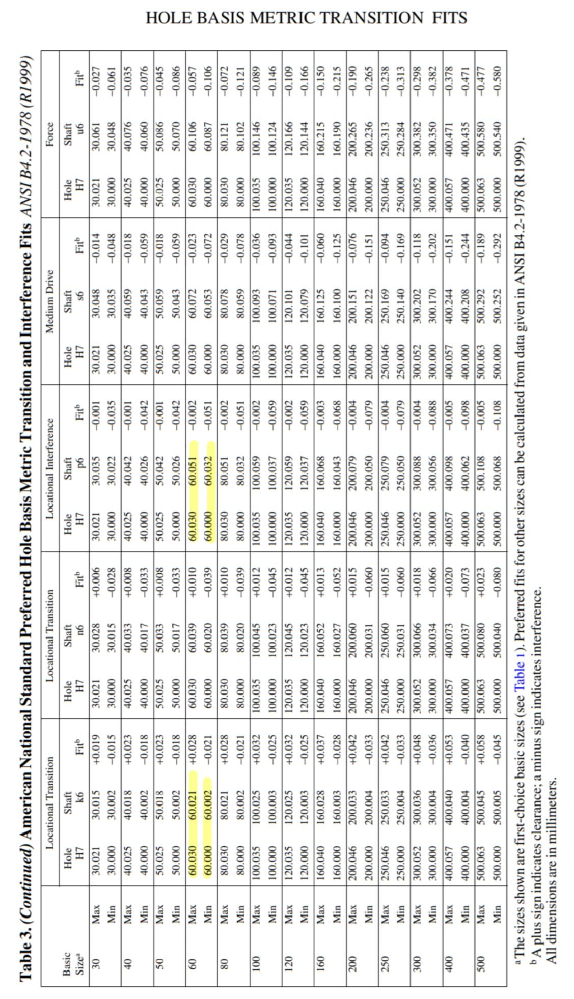 HOLE BASIS METRIC TRANSITION FITS
Table 3. (Continued) American National Standard Preferred Hole Basis Metric Transition and Interference Fits ANSI B4.2-1978 (R1999)
Locational Transition Locational Transition Locational Interference Medium Drive Force
Basic Hole Shaft Hole Shaft Hole Shaft Hole Shaft Hole Shaft
Sizeᵃ H7 k6 Fitᵇ H7 n6 Fitᵇ H7 p6 Fitᵇ H7 s6 Fitᵇ H7 u6 Fitᵇ
30 Max 30.021 30.015 +0.019 30.021 30.028 +0.006 30.021 30.035 −0.001 30.021 30.048 −0.014 30.021 30.061 −0.027
Min 30.000 30.002 −0.015 30.000 30.015 −0.028 30.000 30.022 −0.035 30.000 30.035 −0.048 30.000 30.048 −0.061
40 Max 40.025 40.018 +0.023 40.025 40.033 +0.008 40.025 40.042 −0.001 40.025 40.059 −0.018 40.025 40.076 −0.035
Min 40.000 40.002 −0.018 40.000 40.017 −0.033 40.000 40.026 −0.042 40.000 40.043 −0.059 40.000 40.060 −0.076
50 Max 50.025 50.018 +0.023 50.025 50.033 +0.008 50.025 50.042 −0.001 50.025 50.059 −0.018 50.025 50.086 −0.045
Min 50.000 50.002 −0.018 50.000 50.017 −0.033 50.000 50.026 −0.042 50.000 50.043 −0.059 50.000 50.070 −0.086
60 Max 60.030 60.021 +0.028 60.030 60.039 +0.010 60.030 60.051 −0.002 60.030 60.072 −0.023 60.030 60.106 −0.057
Min 60.000 60.002 −0.021 60.000 60.020 −0.039 60.000 60.032 −0.051 60.000 60.053 −0.072 60.000 60.087 −0.106
80 Max 80.030 80.021 +0.028 80.030 80.039 +0.010 80.030 80.051 −0.002 80.030 80.078 −0.029 80.030 80.121 −0.072
Min 80.000 80.002 −0.021 80.000 80.020 −0.039 80.000 80.032 −0.051 80.000 80.059 −0.078 80.000 80.102 −0.121
100 Max 100.035 100.025 +0.032 100.035 100.045 +0.012 100.035 100.059 −0.002 100.035 100.093 −0.036 100.035 100.146 −0.089
Min 100.000 100.003 −0.025 100.000 100.023 −0.045 100.000 100.037 −0.059 100.000 100.071 −0.093 100.000 100.124 −0.146
120 Max 120.035 120.025 +0.032 120.035 120.045 +0.012 120.035 120.059 −0.002 120.035 120.101 −0.044 120.035 120.166 −0.109
Min 120.000 120.003 −0.025 120.000 120.023 −0.045 120.000 120.037 −0.059 120.000 120.079 −0.101 120.000 120.144 −0.166
160 Max 160.040 160.028 +0.037 160.040 160.052 +0.013 160.040 160.068 −0.003 160.040 160.125 −0.060 160.040 160.215 −0.150
Min 160.000 160.003 −0.028 160.000 160.027 −0.052 160.000 160.043 −0.068 160.000 160.100 −0.125 160.000 160.190 −0.215
200 Max 200.046 200.033 +0.042 200.046 200.060 +0.015 200.046 200.079 −0.004 200.046 200.151 −0.076 200.046 200.265 −0.190
Min 200.000 200.004 −0.033 200.000 200.031 −0.060 200.000 200.050 −0.079 200.000 200.122 −0.151 200.000 200.236 −0.265
250 Max 250.046 250.033 +0.042 250.046 250.060 +0.015 250.046 250.079 −0.004 250.046 250.169 −0.094 250.046 250.313 −0.238
Min 250.000 250.004 −0.033 250.000 250.031 −0.060 250.000 250.050 −0.079 250.000 250.140 −0.169 250.000 250.284 −0.313
300 Max 300.052 300.036 +0.048 300.052 300.066 +0.018 300.052 300.088 −0.004 300.052 300.202 −0.118 300.052 300.382 −0.298
Min 300.000 300.004 −0.036 300.000 300.034 −0.066 300.000 300.056 −0.088 300.000 300.170 −0.202 300.000 300.350 −0.382
400 Max 400.057 400.040 +0.053 400.057 400.073 +0.020 400.057 400.098 −0.005 400.057 400.244 −0.151 400.057 400.471 −0.378
Min 400.000 400.004 −0.040 400.000 400.037 −0.073 400.000 400.062 −0.098 400.000 400.208 −0.244 400.000 400.435 −0.471
500 Max 500.063 500.045 +0.058 500.063 500.080 +0.023 500.063 500.108 −0.005 500.063 500.292 −0.189 500.063 500.580 −0.477
Min 500.000 500.005 −0.045 500.000 500.040 −0.080 500.000 500.068 −0.108 500.000 500.252 −0.292 500.000 500.540 −0.580
ᵃ The sizes shown are first-choice basic sizes (see Table 1). Preferred fits for other sizes can be calculated from data given in ANSI B4.2-1978 (R1999).
ᵇ A plus sign indicates clearance; a minus sign indicates interference.
All dimensions are in millimeters.